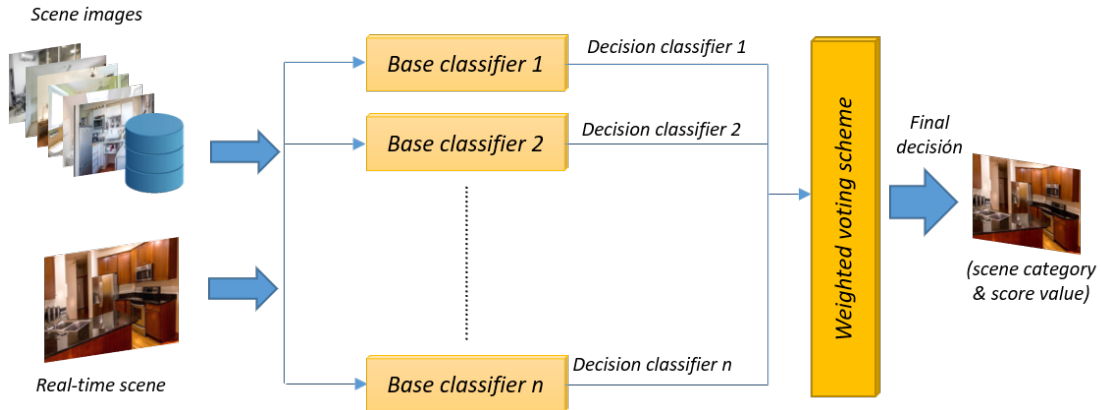 Scene images
Real-time scene
Base classifier 1
Base classifier 2
Base classifier n
Decision classifier 1
Decision classifier 2
Decision classifier n
Weighted voting scheme
Final
decisión
(scene category
& score value)